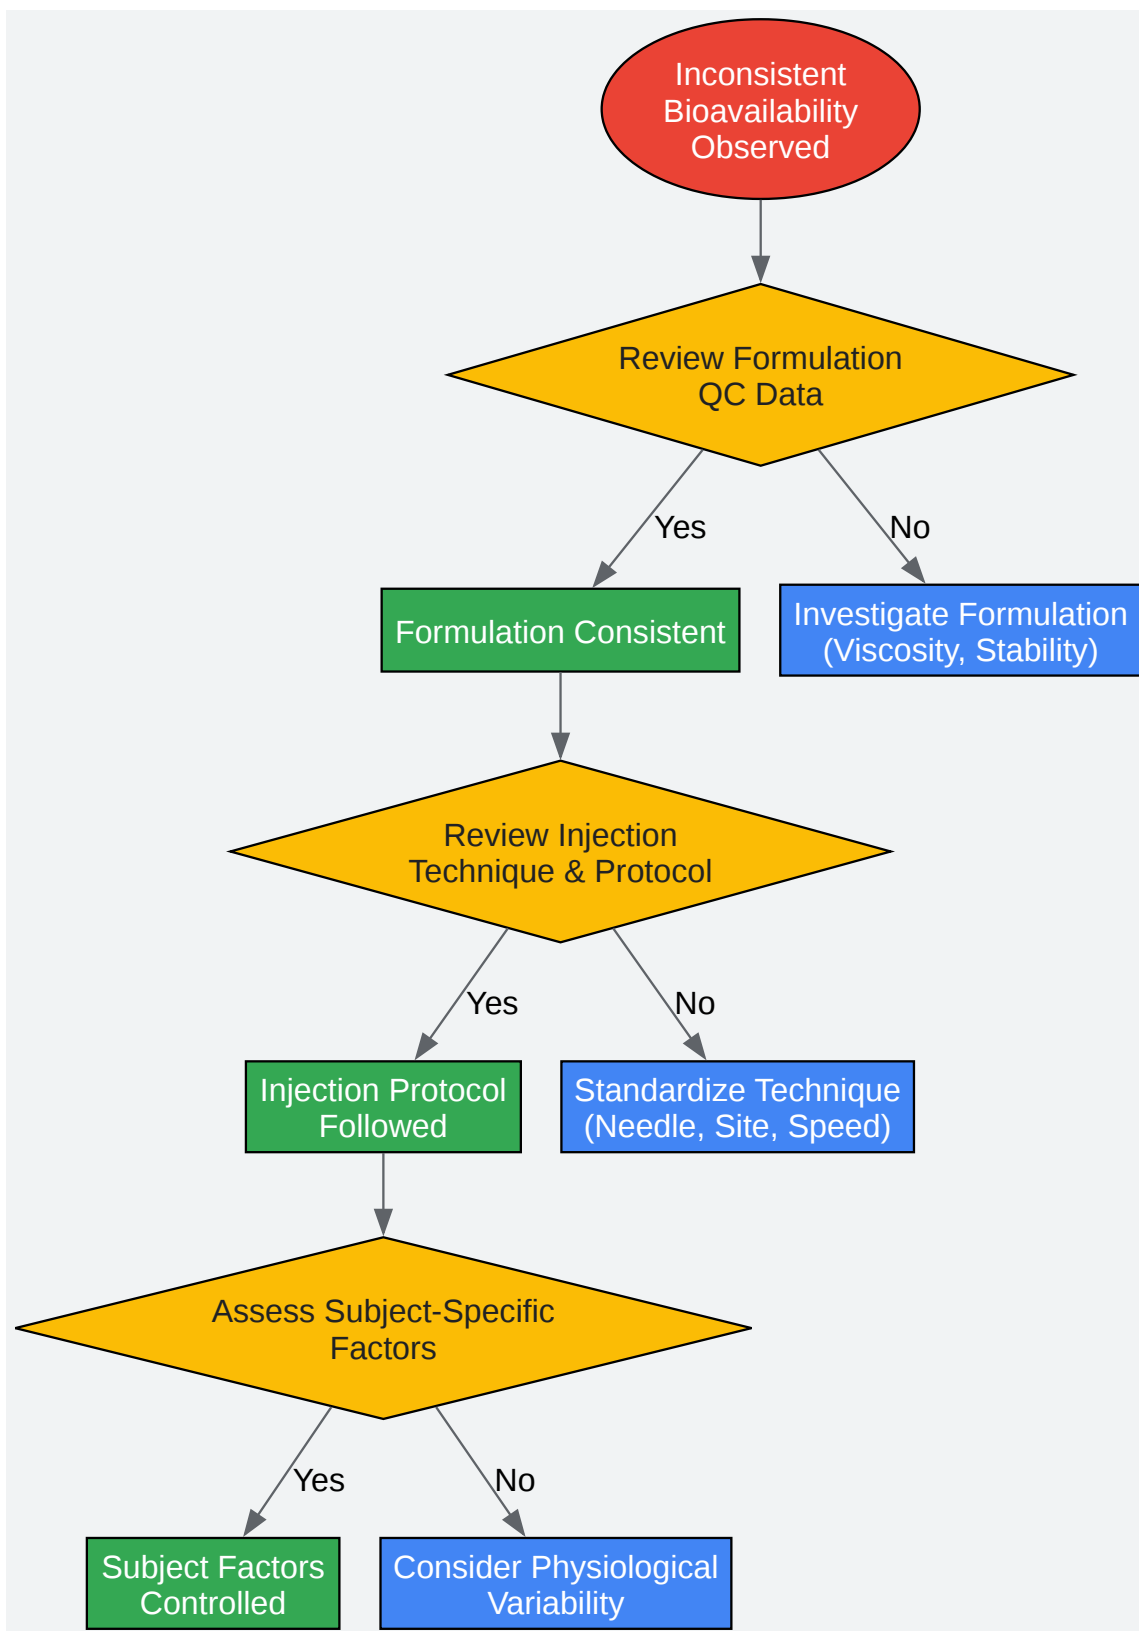 Inconsistent
Bioavailability
Observed
Review Formulation
QC Data
Yes
No
Formulation Consistent
Investigate Formulation
(Viscosity, Stability)
Review Injection
Technique & Protocol
Yes
No
Injection Protocol
Followed
Standardize Technique
(Needle, Site, Speed)
Assess Subject-Specific
Factors
Yes
No
Subject Factors
Controlled
Consider Physiological
Variability